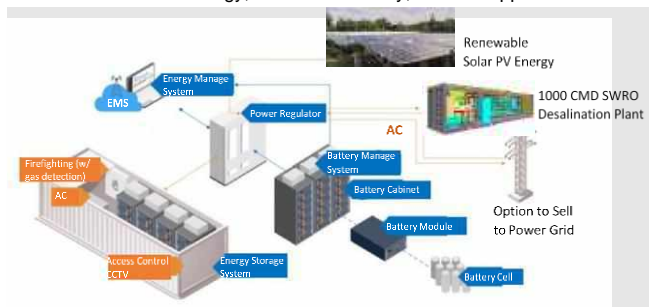 Renewable
Solar PV Energy
Energy Manage
System
EMS
1000 CMD SWRO
Desalination Plant
Power Regulator
AC
Battery Manage
System
Firefighting (w/
gas detection)
Battery Cabinet
AC
Option to Sell
to Power Grid
Battery Module
Access Control
CCTV
Energy Storage
System
Battery Cell